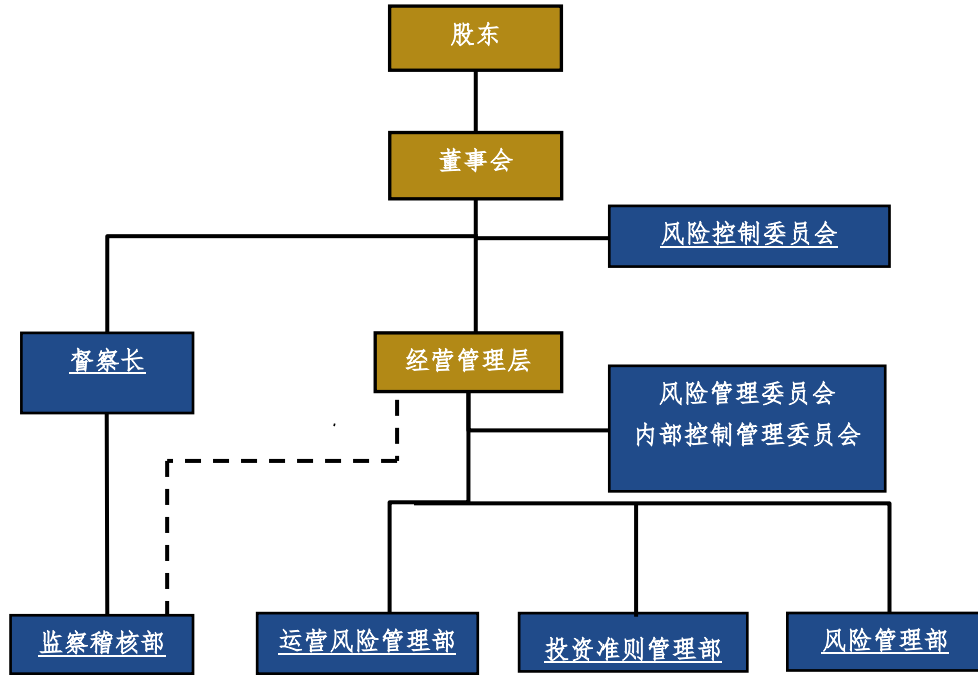 股东
董事会
风险控制委员会
督察长
经营管理层
风险管理委员会
内部控制管理委员会
监察稽核部
运营风险管理部
投资准则管理部
风险管理部